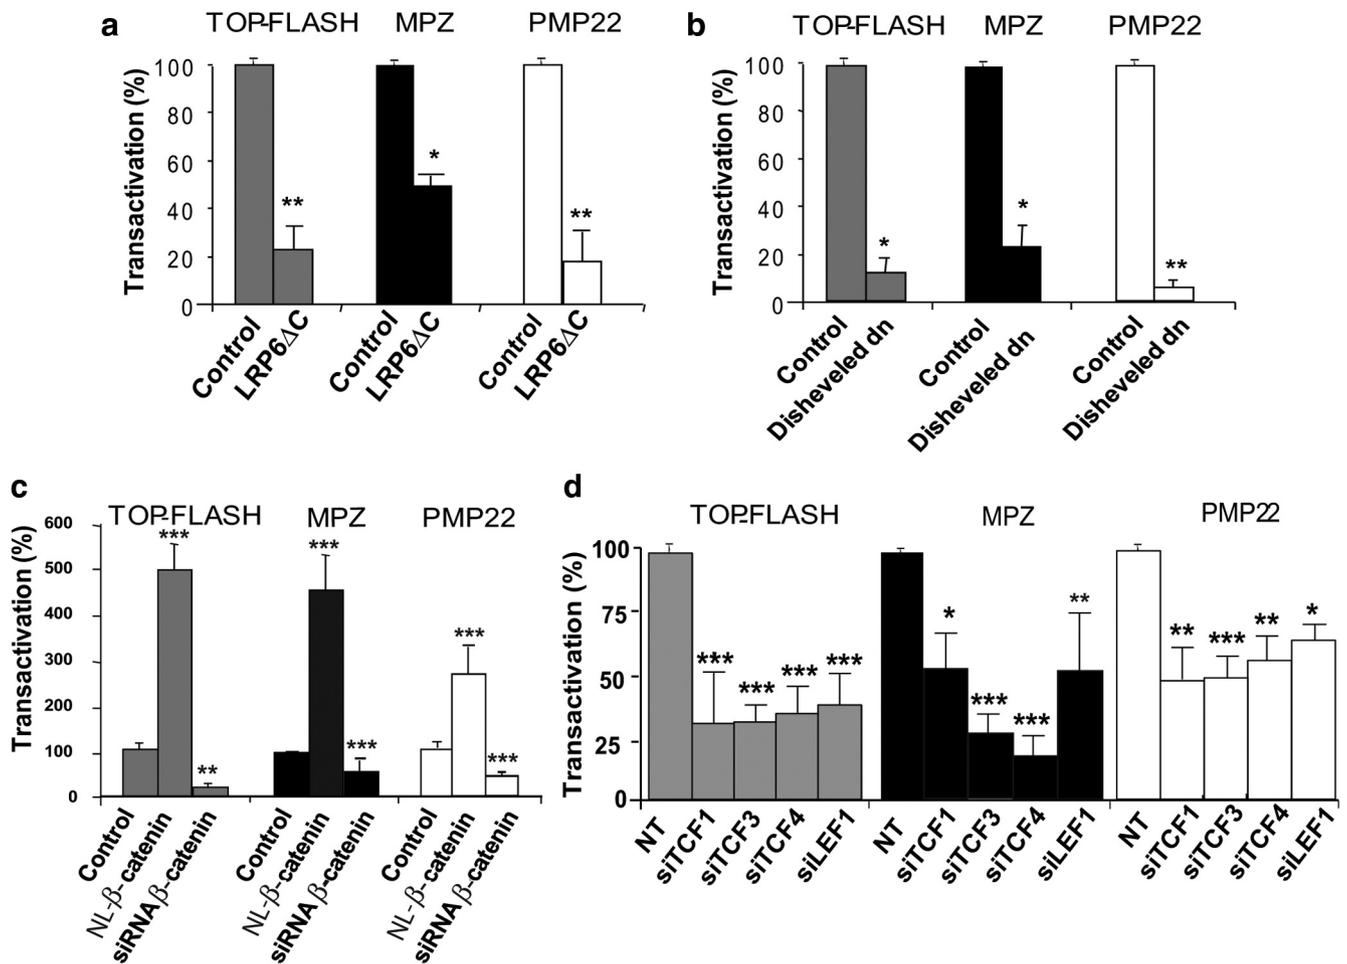 a
TOP-FLASH MPZ PMP22
Transactivation (%)
100
80
60
40
20
0
** * **
Control LRP6ΔC Control LRP6ΔC Control LRP6ΔC
b
TOP-FLASH MPZ PMP22
Transactivation (%)
100
80
60
40
20
0
* * **
Control Disheveled dn Control Disheveled dn Control Disheveled dn
c
TOP-FLASH MPZ PMP22
Transactivation (%)
600
500
400
300
200
100
0
*** ** *** *** *** ***
Control NL-β-catenin siRNA β-catenin Control NL-β-catenin siRNA β-catenin Control NL-β-catenin siRNA β-catenin
d
TOP-FLASH MPZ PMP22
Transactivation (%)
100
75
50
25
0
*** *** *** *** * *** *** ** ** *** ** *
NT siTCF1 siTCF3 siTCF4 siLEF1 NT siTCF1 siTCF3 siTCF4 siLEF1 NT siTCF1 siTCF3 siTCF4 siLEF1